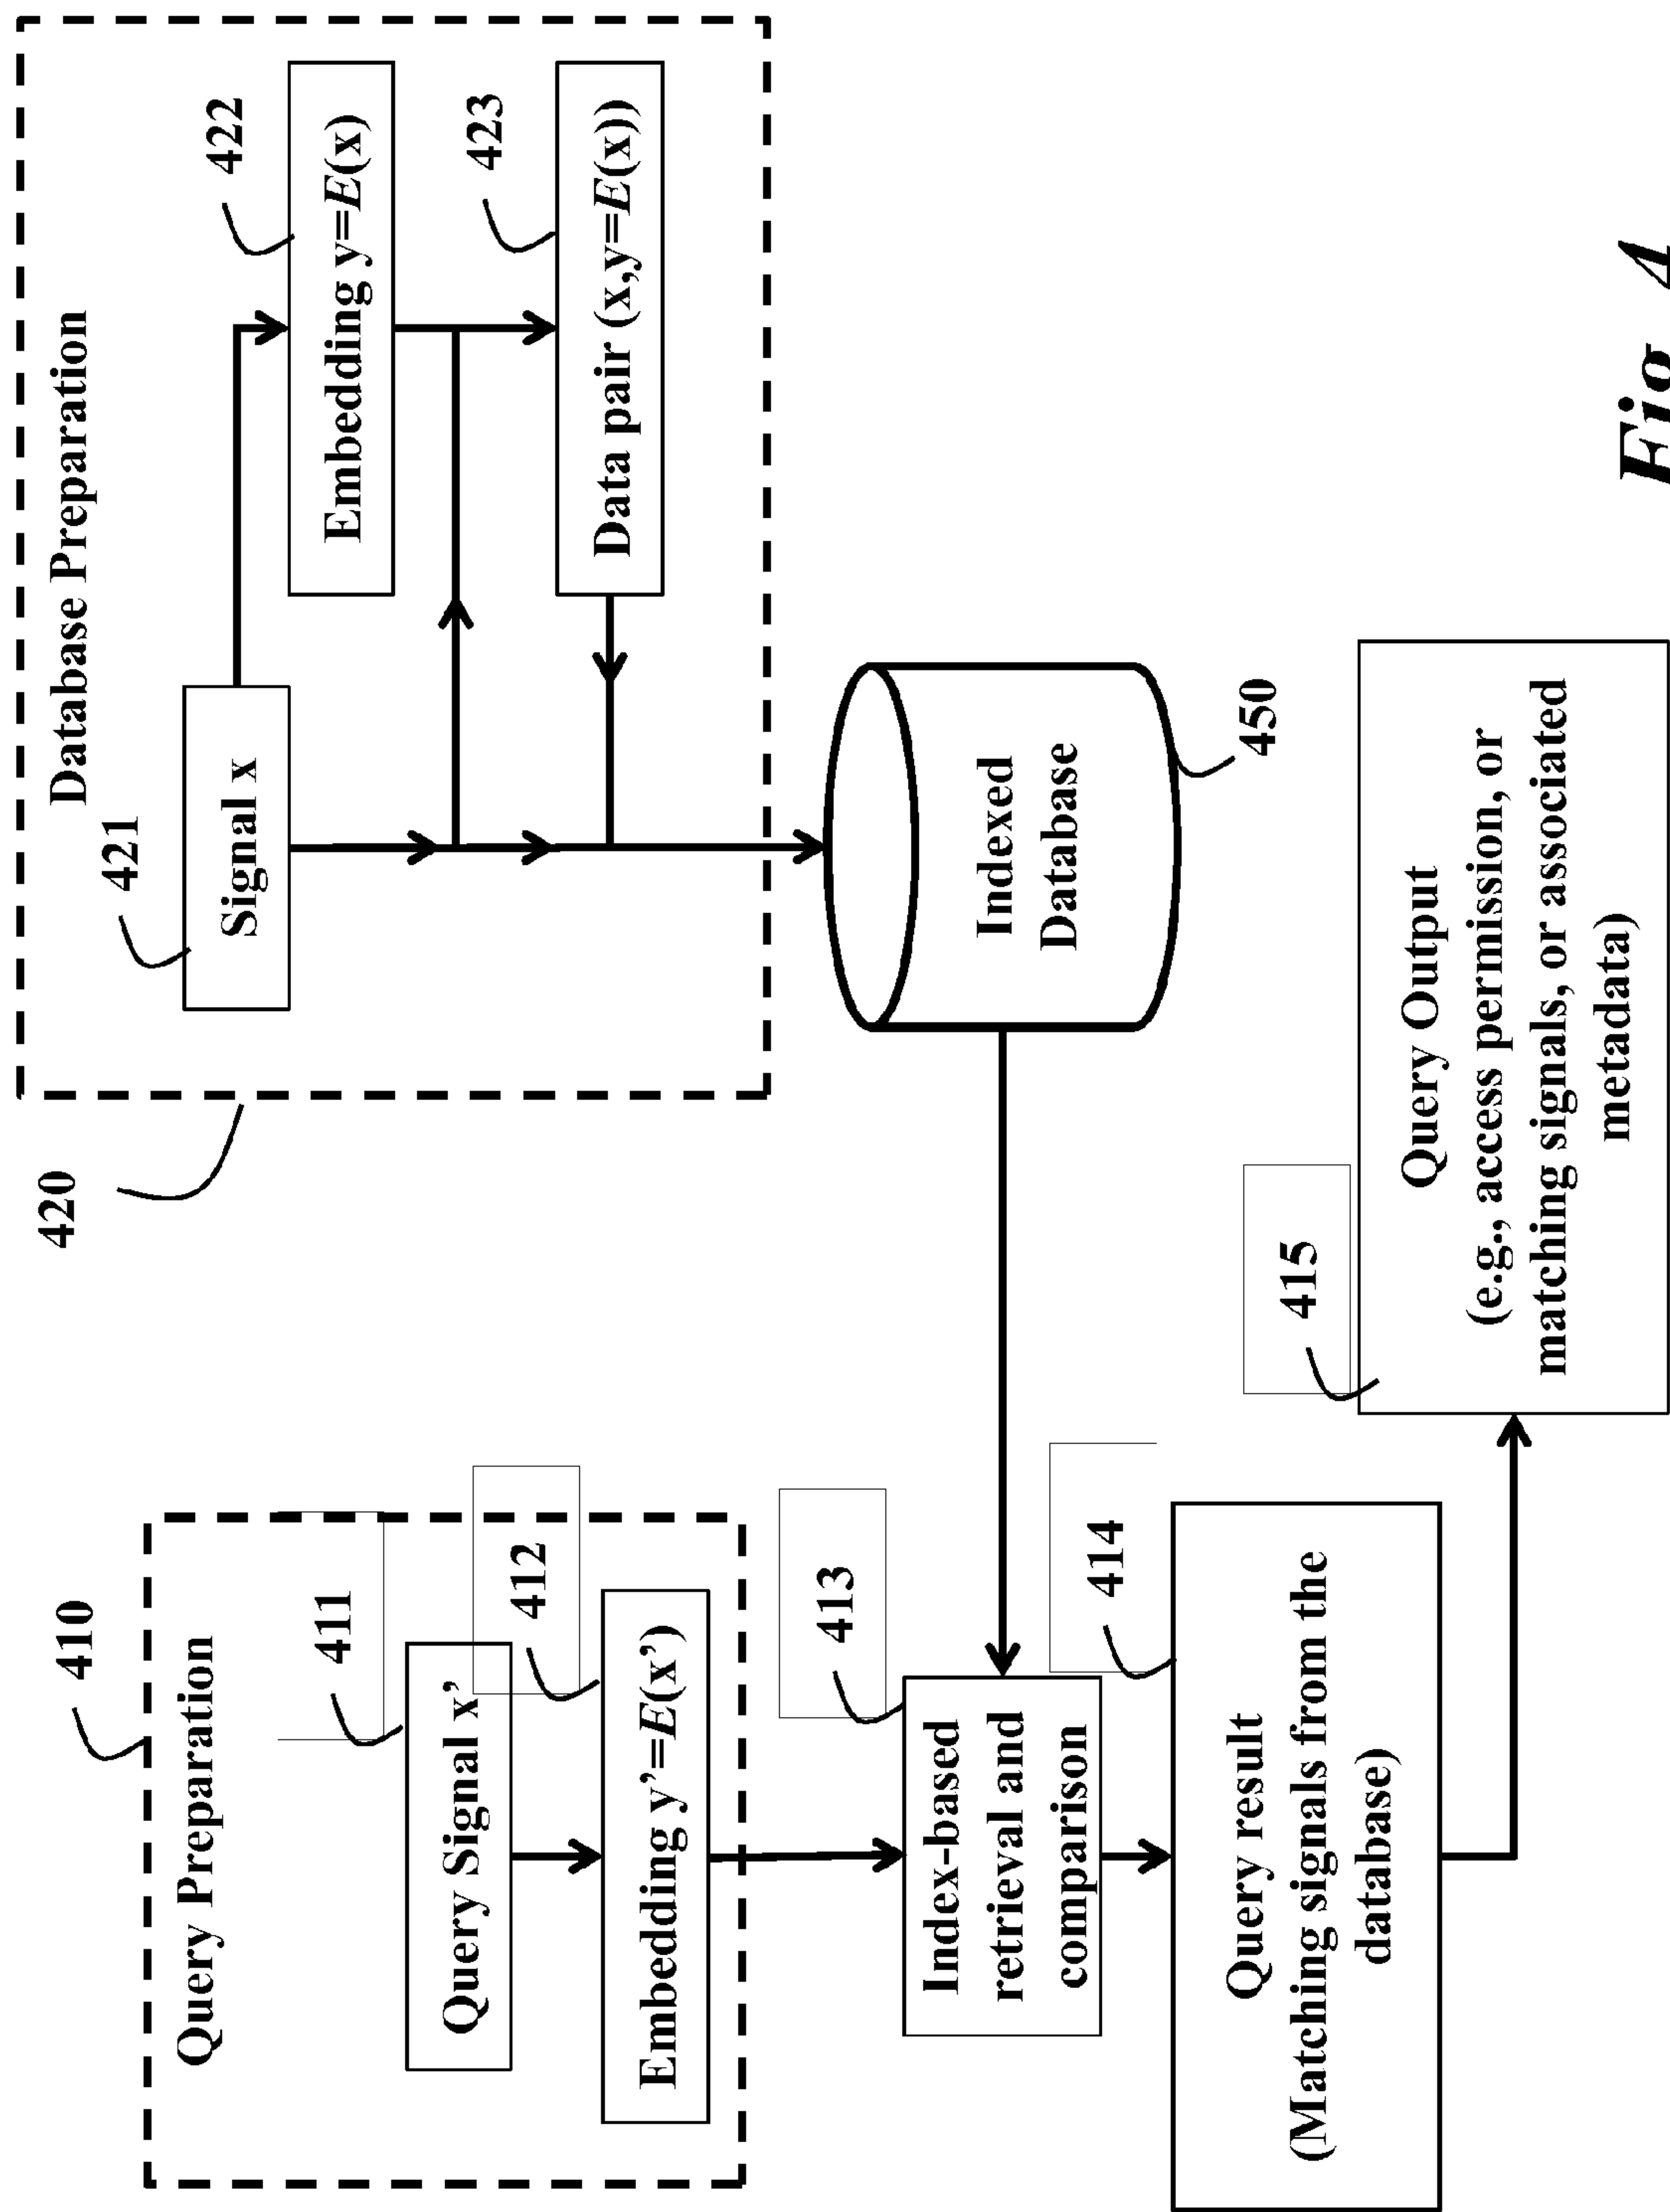 410
Query Preparation
411
Query Signal x’
412
Embedding y’=E(x’)
413
Index-based
retrieval and
comparison
414
Query result
(Matching signals from the
database)
420
Database Preparation
421
Signal x
422
Embedding y=E(x)
423
Data pair (x,y=E(x))
Indexed
Database
450
415
Query Output
(e.g., access permission, or
matching signals, or associated
metadata)
Fig. 4